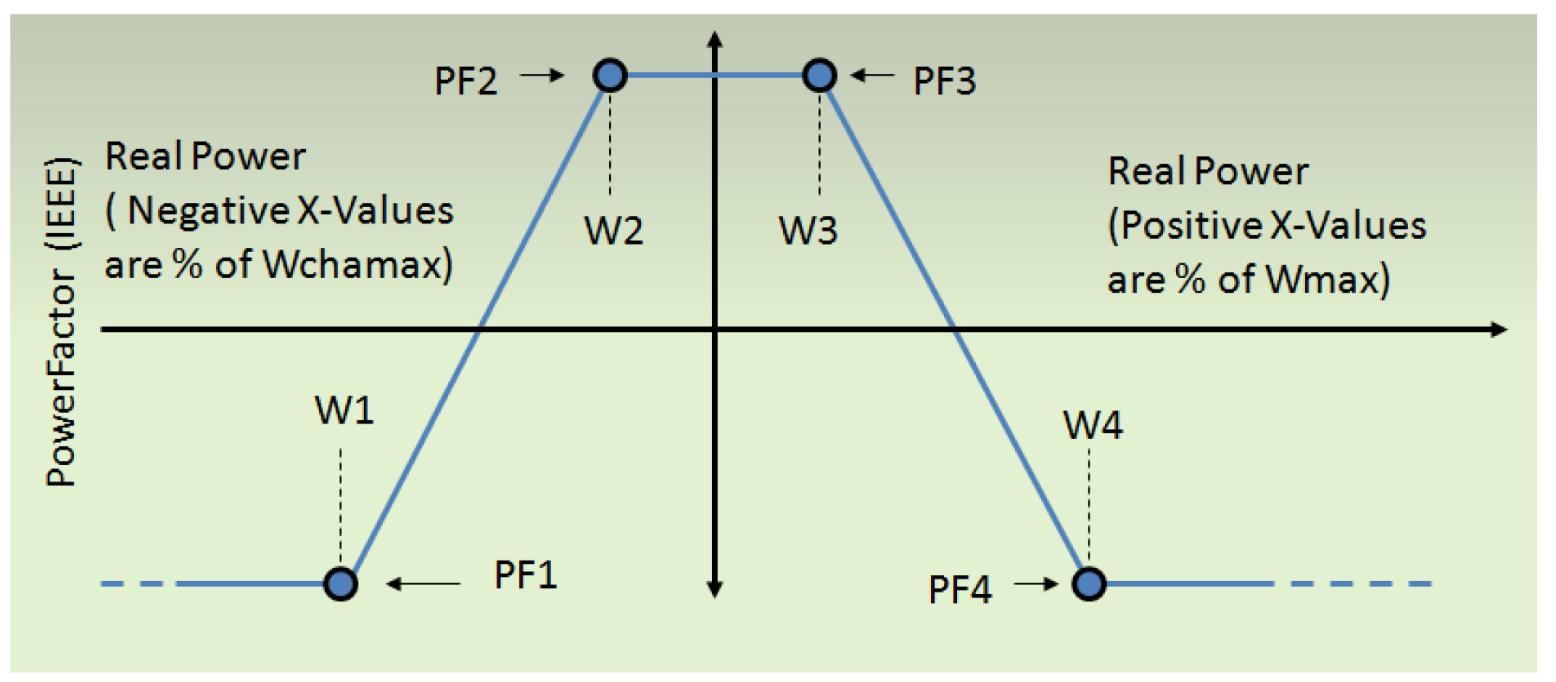 PF2
PF3
Real Power
( Negative X-Values
are % of Wchamax)
Real Power
(Positive X-Values
are % of Wmax)
W2
W3
PowerFactor (IEEE)
W1
W4
PF1
PF4